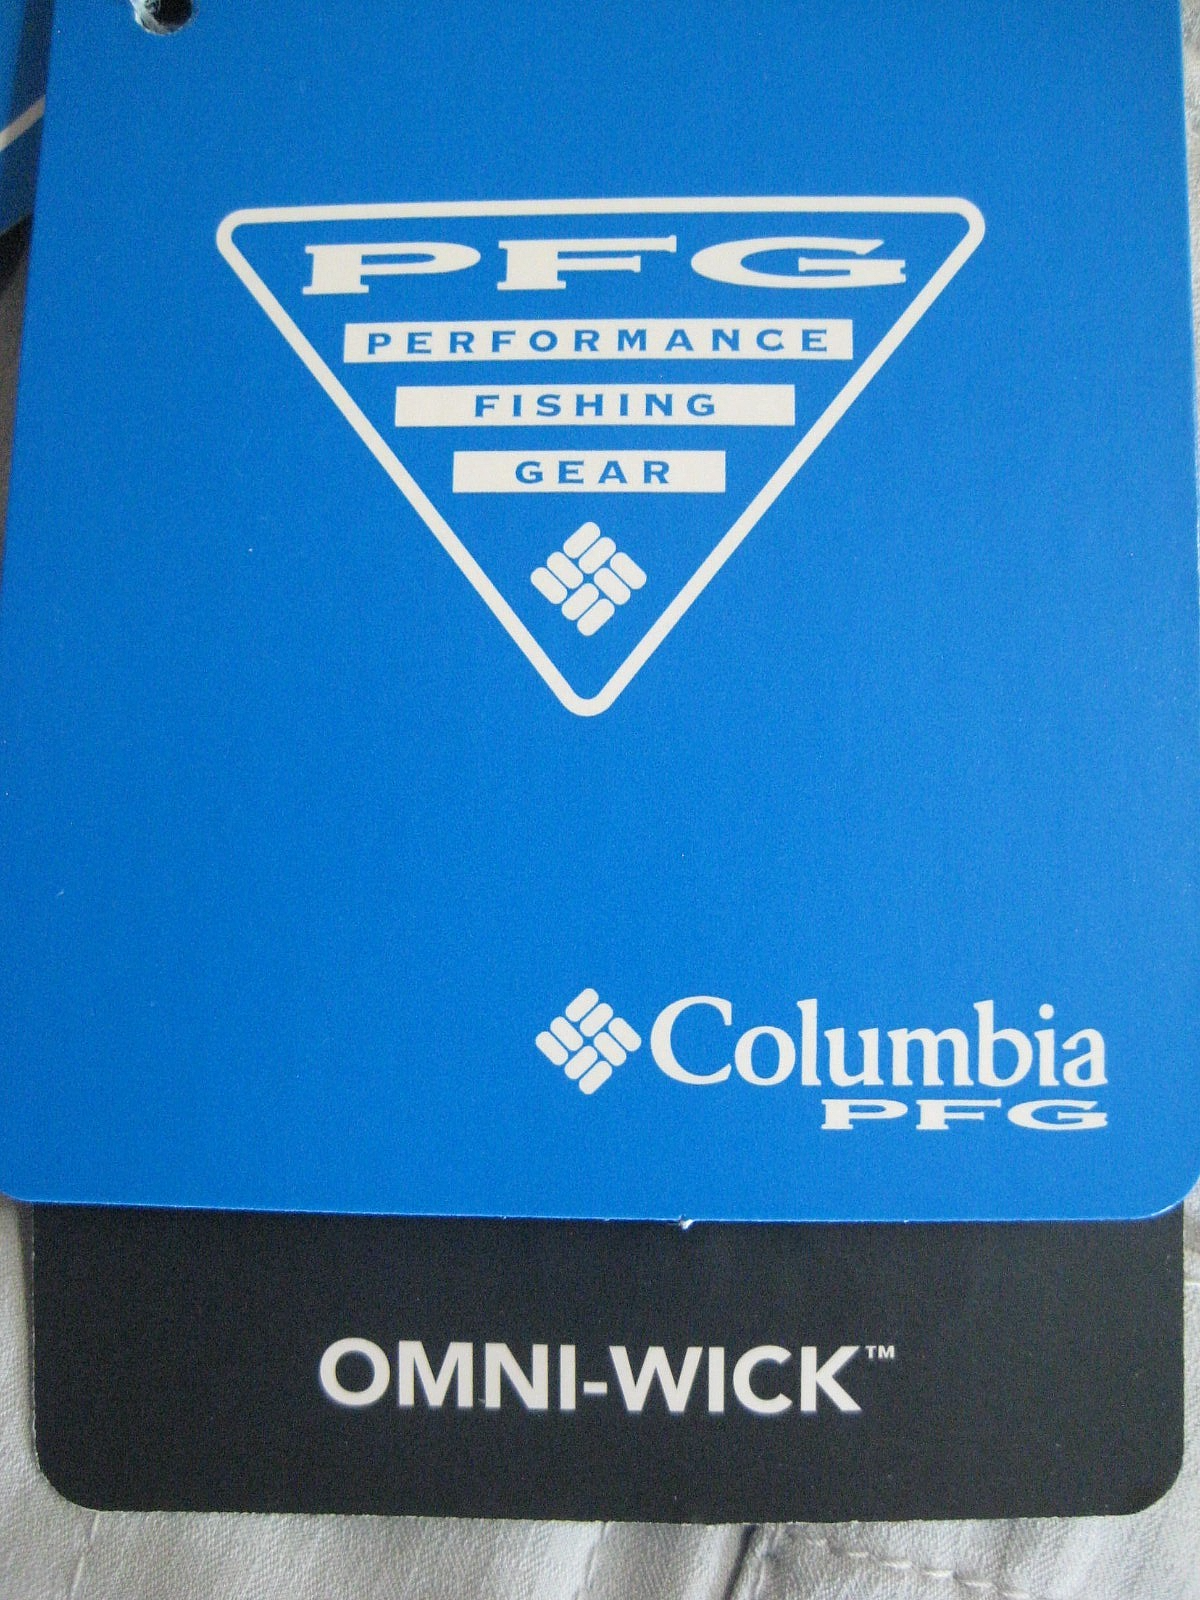 PFG
PERFORMANCE
FISHING
GEAR
Columbia
PFG
OMNI-WICK™